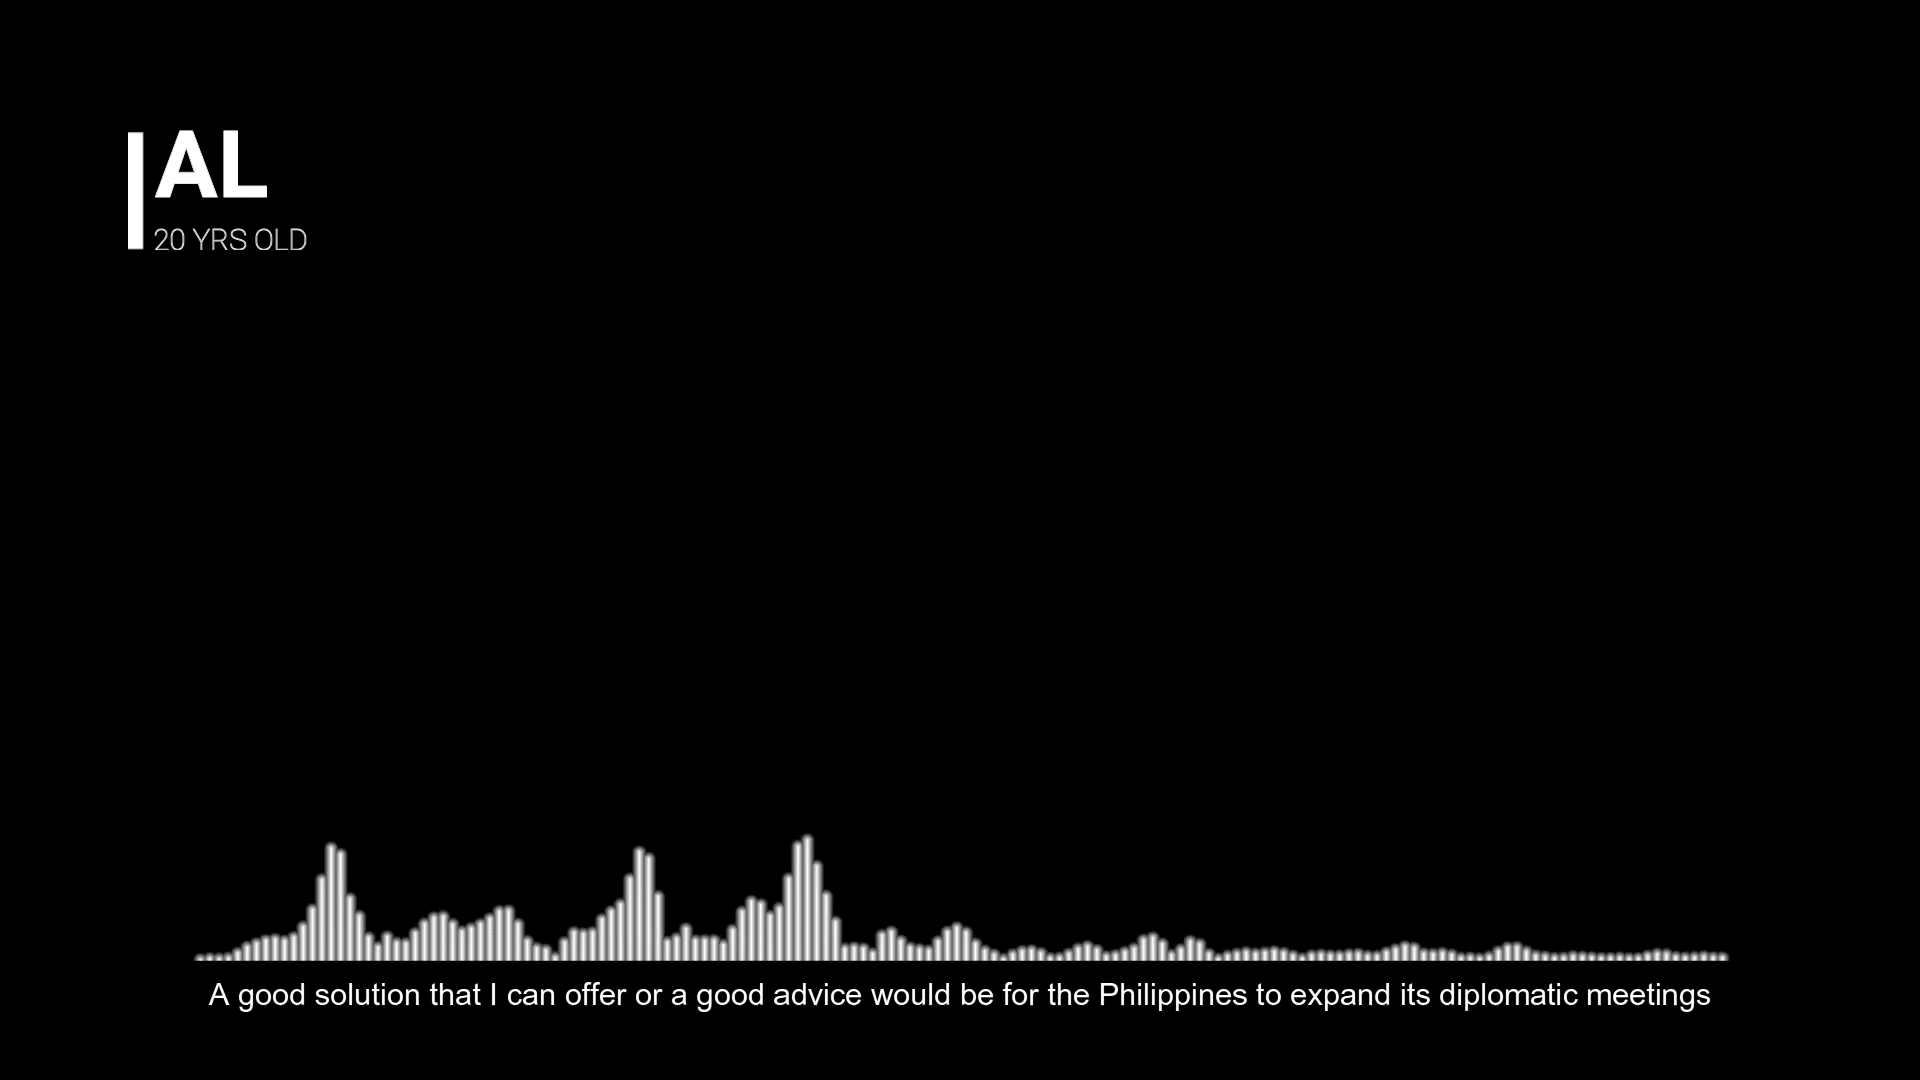 AL
20 YRS OLD
A good solution that I can offer or a good advice would be for the Philippines to expand its diplomatic meetings